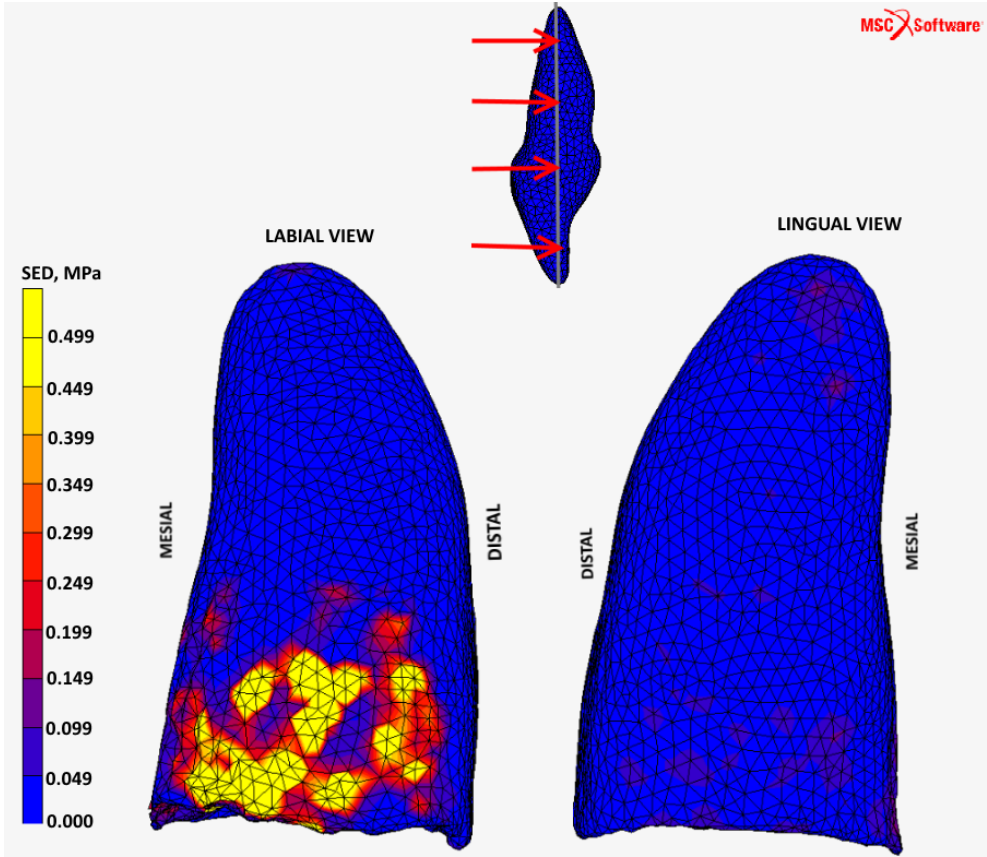 MSC Software
LABIAL VIEW
LINGUAL VIEW
SED, MPa
0.499
0.449
0.399
0.349
0.299
0.249
0.199
0.149
0.099
0.049
0.000
MESIAL
DISTAL
DISTAL
MESIAL